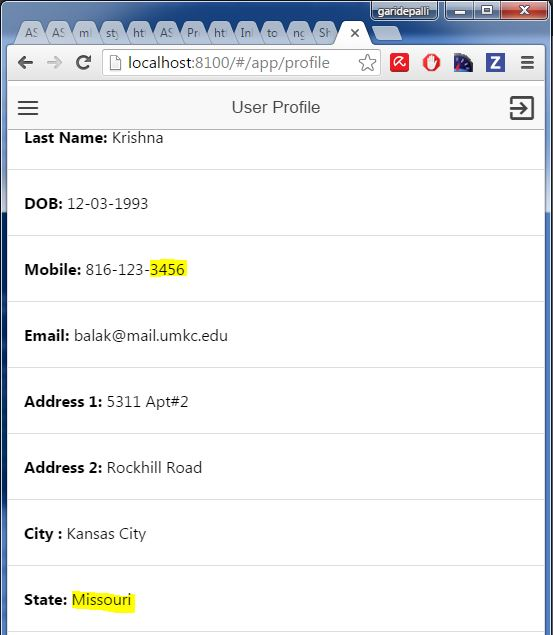 garidepalli
AS
AS
ml
sty
htt
AS
Pro
htt
Inl
to
ng
Sh
localhost:8100/#/app/profile
User Profile
Last Name: Krishna
DOB: 12-03-1993
Mobile: 816-123-3456
Email: balak@mail.umkc.edu
Address 1: 5311 Apt#2
Address 2: Rockhill Road
City : Kansas City
State: Missouri